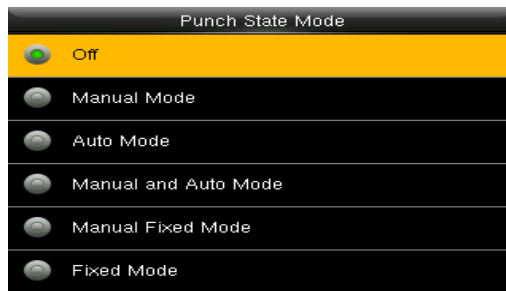 Punch State Mode
Off
Manual Mode
Auto Mode
Manual and Auto Mode
Manual Fixed Mode
Fixed Mode